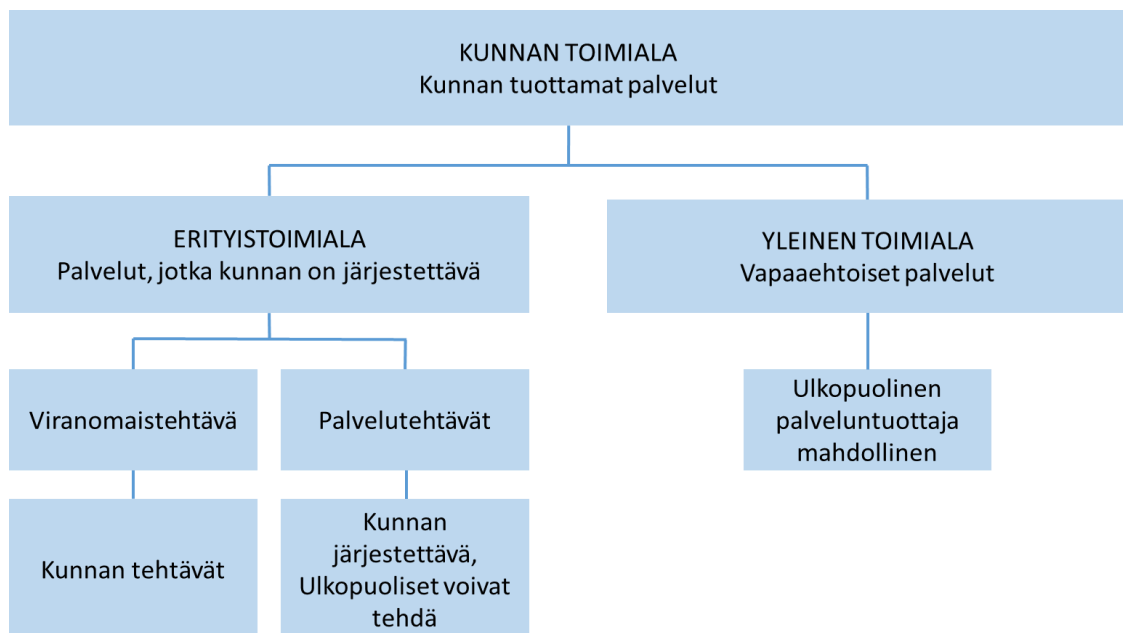 KUNNAN TOIMIALA
Kunnan tuottamat palvelut
ERITYISTOIMIALA
Palvelut, jotka kunnan on järjestettävä
YLEINEN TOIMIALA
Vapaaehtoiset palvelut
Viranomaistehtävä
Palvelutehtävät
Ulkopuolinen
palveluntuottaja
mahdollinen
Kunnan tehtävät
Kunnan
järjestettävä,
Ulkopuoliset voivat
tehdä